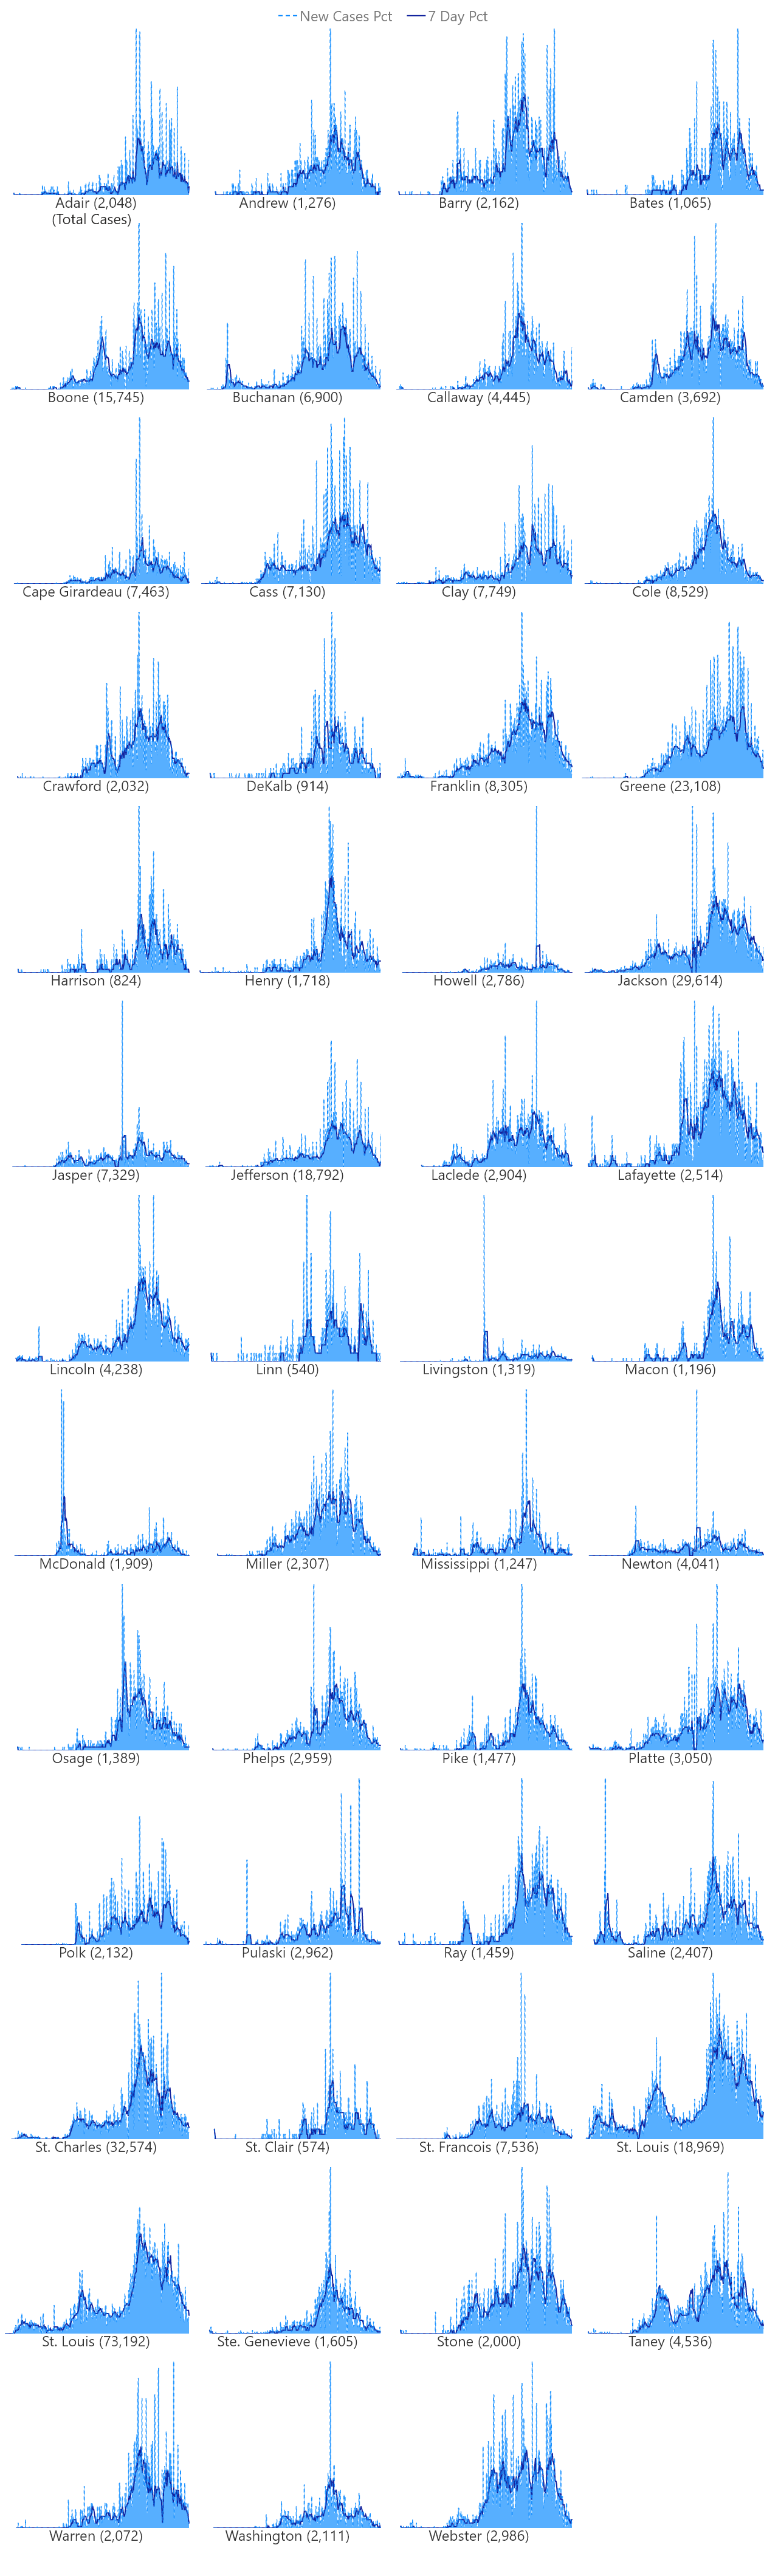 New Cases Pct 7 Day Pct
Adair (2,048) Andrew (1,276) Barry (2,162) Bates (1,065)
(Total Cases)
Boone (15,745) Buchanan (6,900) Callaway (4,445) Camden (3,692)
Cape Girardeau (7,463) Cass (7,130) Clay (7,749) Cole (8,529)
Crawford (2,032) DeKalb (914) Franklin (8,305) Greene (23,108)
Harrison (824) Henry (1,718) Howell (2,786) Jackson (29,614)
Jasper (7,329) Jefferson (18,792) Laclede (2,904) Lafayette (2,514)
Lincoln (4,238) Linn (540) Livingston (1,319) Macon (1,196)
McDonald (1,909) Miller (2,307) Mississippi (1,247) Newton (4,041)
Osage (1,389) Phelps (2,959) Pike (1,477) Platte (3,050)
Polk (2,132) Pulaski (2,962) Ray (1,459) Saline (2,407)
St. Charles (32,574) St. Clair (574) St. Francois (7,536) St. Louis (18,969)
St. Louis (73,192) Ste. Genevieve (1,605) Stone (2,000) Taney (4,536)
Warren (2,072) Washington (2,111) Webster (2,986)